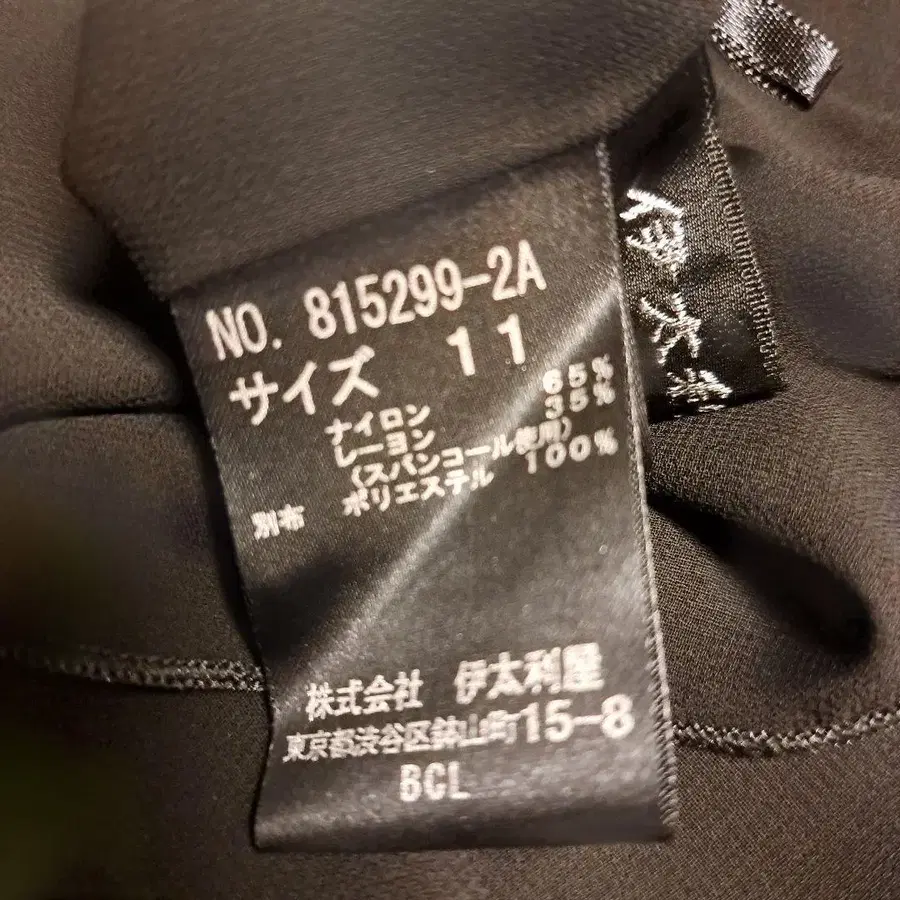 NO. 815299-2A
サイズ 11
ナイロン 65%
レーヨン 35%
(スパンコール使用)
別布 ポリエステル 100%
株式会社 伊太利屋
東京都渋谷区鉢山町15-8
BCL
伊太